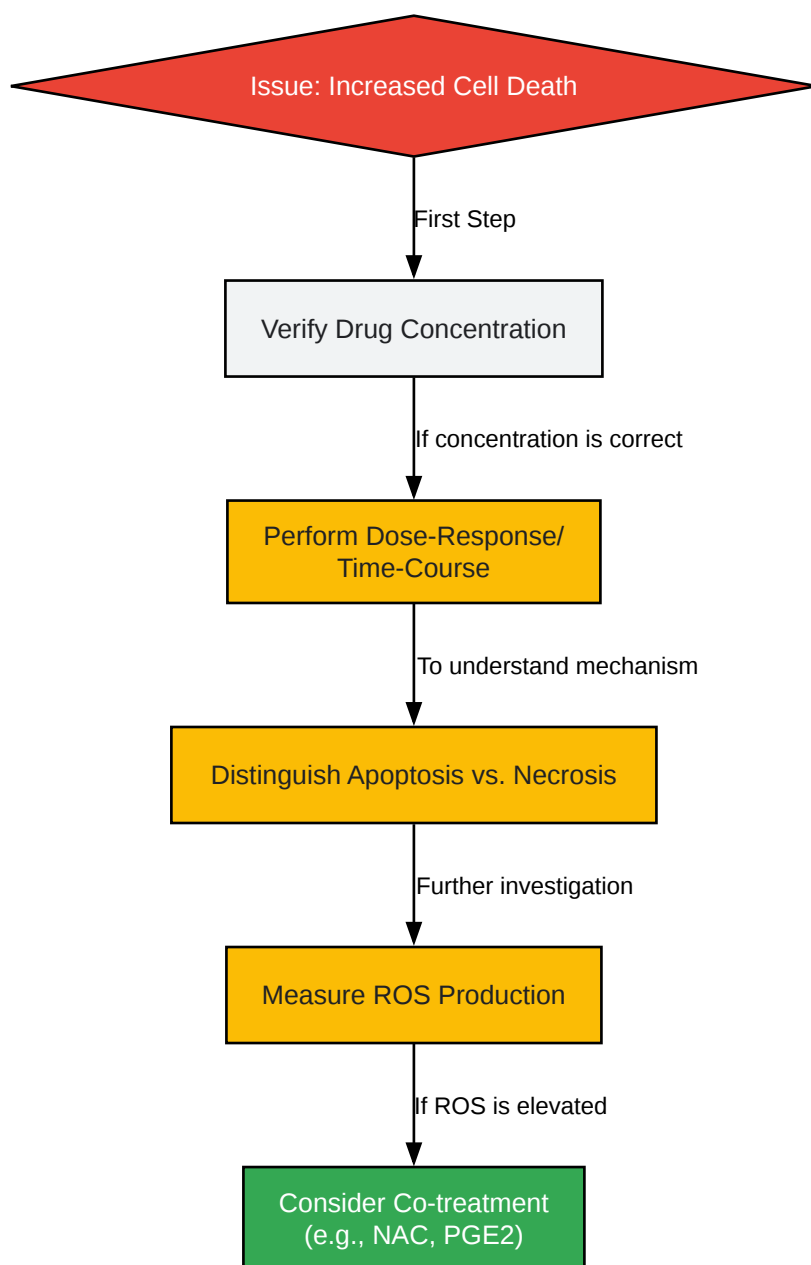 Issue: Increased Cell Death
First Step
Verify Drug Concentration
If concentration is correct
Perform Dose-Response/
Time-Course
To understand mechanism
Distinguish Apoptosis vs. Necrosis
Further investigation
Measure ROS Production
If ROS is elevated
Consider Co-treatment
(e.g., NAC, PGE2)